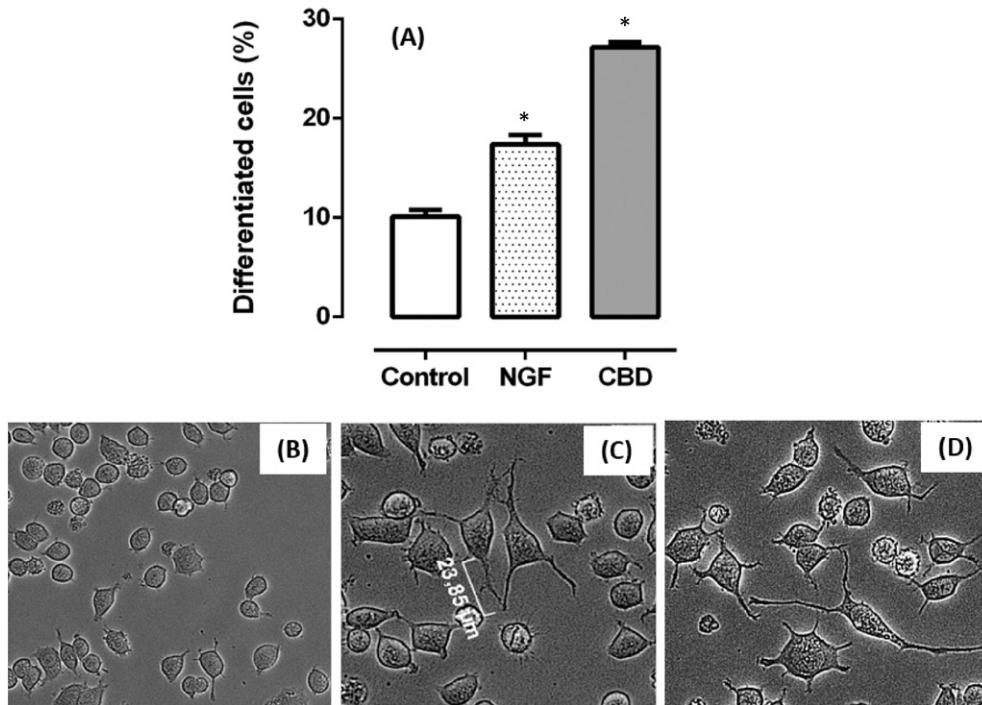 (A)
Differentiated cells (%)
30
20
10
0
*
*
Control NGF CBD
(B)
(C)
(D)
23,85 µm